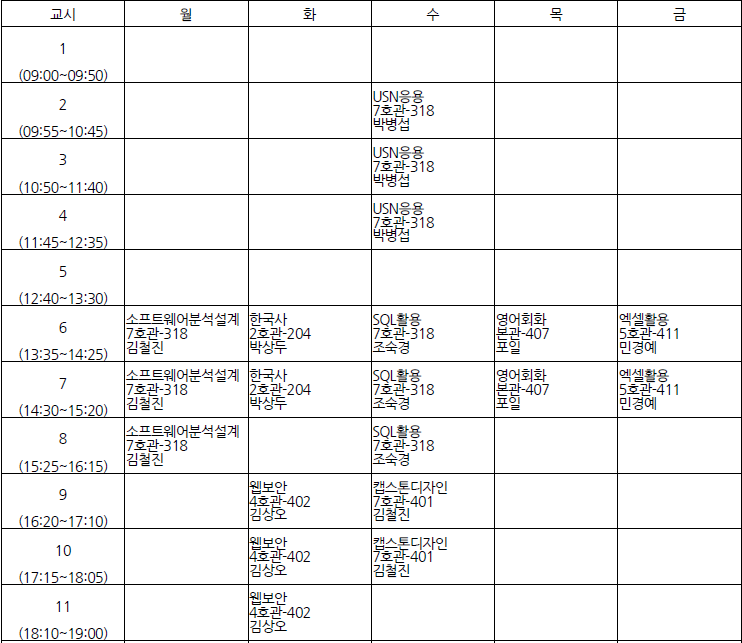 교시 월 화 수 목 금
1
(09:00~09:50)
2
(09:55~10:45)
USN응용
7호관-318
박병섭
3
(10:50~11:40)
USN응용
7호관-318
박병섭
4
(11:45~12:35)
USN응용
7호관-318
박병섭
5
(12:40~13:30)
6
(13:35~14:25)
소프트웨어분석설계
7호관-318
김철진
한국사
2호관-204
박상두
SQL활용
7호관-318
조숙경
영어회화
본관-407
포일
엑셀활용
5호관-411
민경예
7
(14:30~15:20)
소프트웨어분석설계
7호관-318
김철진
한국사
2호관-204
박상두
SQL활용
7호관-318
조숙경
영어회화
본관-407
포일
엑셀활용
5호관-411
민경예
8
(15:25~16:15)
소프트웨어분석설계
7호관-318
김철진
SQL활용
7호관-318
조숙경
9
(16:20~17:10)
웹보안
4호관-402
김상오
캡스톤디자인
7호관-401
김철진
10
(17:15~18:05)
웹보안
4호관-402
김상오
캡스톤디자인
7호관-401
김철진
11
(18:10~19:00)
웹보안
4호관-402
김상오